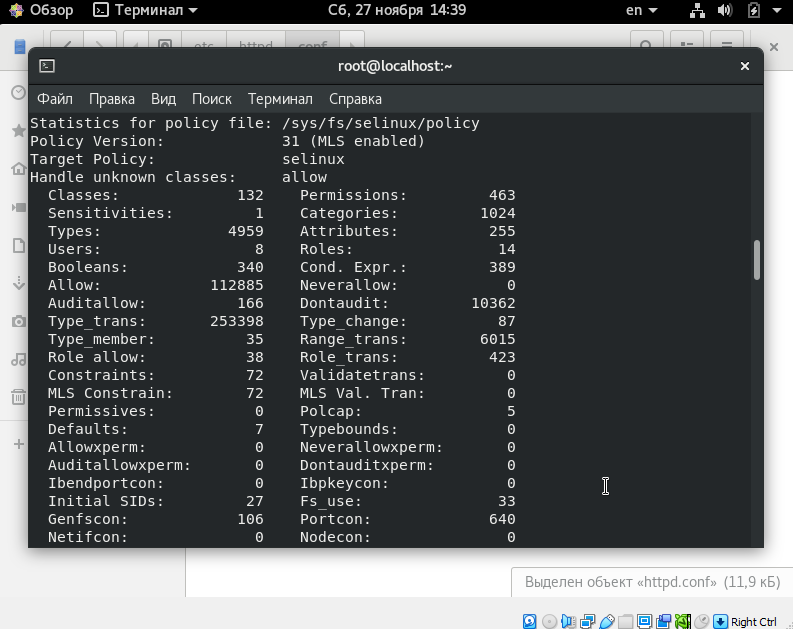 Обзор Терминал Сб, 27 ноября 14:39 en
etc httpd conf
root@localhost:~
Файл Правка Вид Поиск Терминал Справка
Statistics for policy file: /sys/fs/selinux/policy
Policy Version: 31 (MLS enabled)
Target Policy: selinux
Handle unknown classes: allow
Classes: 132 Permissions: 463
Sensitivities: 1 Categories: 1024
Types: 4959 Attributes: 255
Users: 8 Roles: 14
Booleans: 340 Cond. Expr.: 389
Allow: 112885 Neverallow: 0
Auditallow: 166 Dontaudit: 10362
Type_trans: 253398 Type_change: 87
Type_member: 35 Range_trans: 6015
Role allow: 38 Role_trans: 423
Constraints: 72 Validatetrans: 0
MLS Constrain: 72 MLS Val. Tran: 0
Permissives: 0 Polcap: 5
Defaults: 7 Typebounds: 0
Allowxperm: 0 Neverallowxperm: 0
Auditallowxperm: 0 Dontauditxperm: 0
Ibendportcon: 0 Ibpkeycon: 0
Initial SIDs: 27 Fs_use: 33
Genfscon: 106 Portcon: 640
Netifcon: 0 Nodecon: 0
Выделен объект «httpd.conf» (11,9 кБ)
Right Ctrl